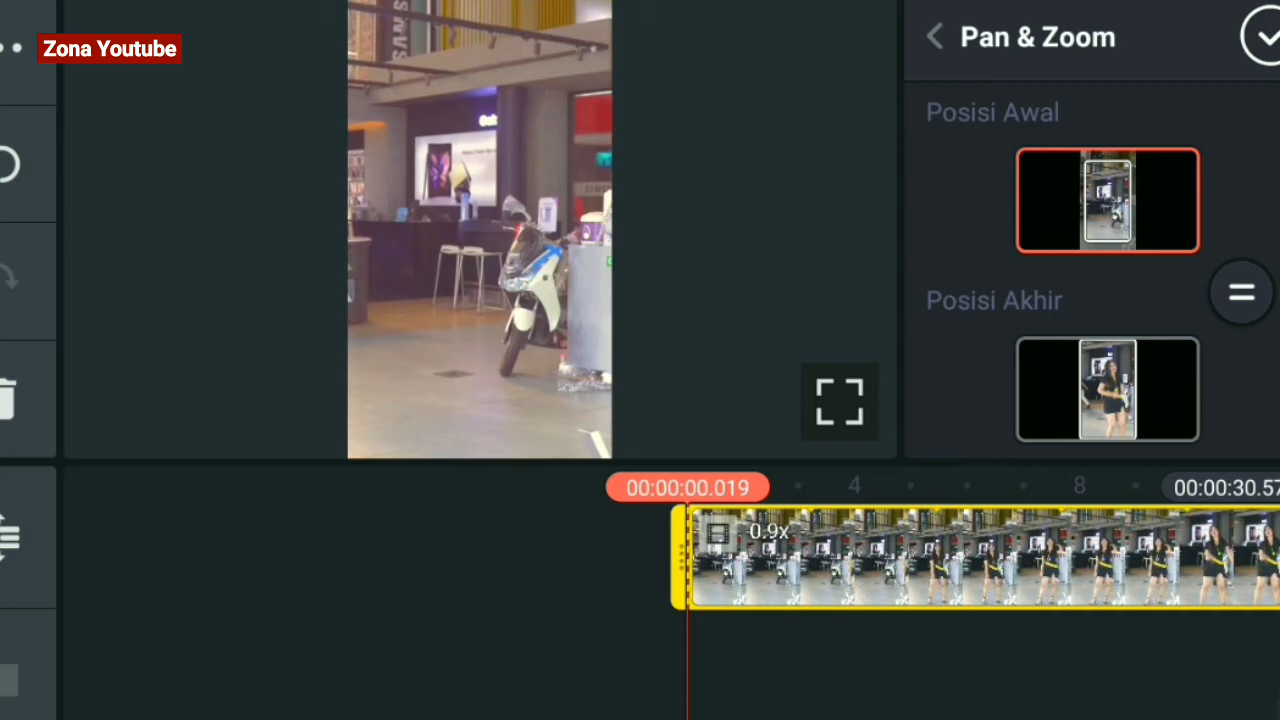 Zona Youtube
Pan & Zoom
Posisi Awal
Posisi Akhir
00:00:00.019
4
8
00:00:30.57
0.9x